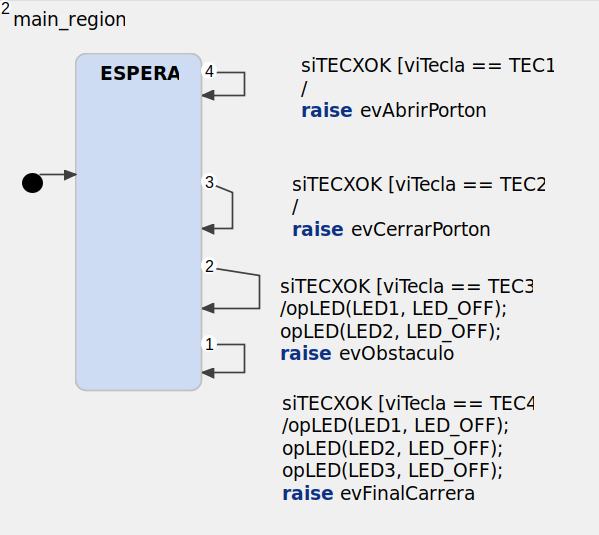 2
main_region
ESPERA
4
siTECXOK [viTecla == TEC1
/
raise evAbrirPorton
3
siTECXOK [viTecla == TEC2
/
raise evCerrarPorton
2
siTECXOK [viTecla == TEC3
/opLED(LED1, LED_OFF);
opLED(LED2, LED_OFF);
raise evObstaculo
1
siTECXOK [viTecla == TEC4
/opLED(LED1, LED_OFF);
opLED(LED2, LED_OFF);
opLED(LED3, LED_OFF);
raise evFinalCarrera